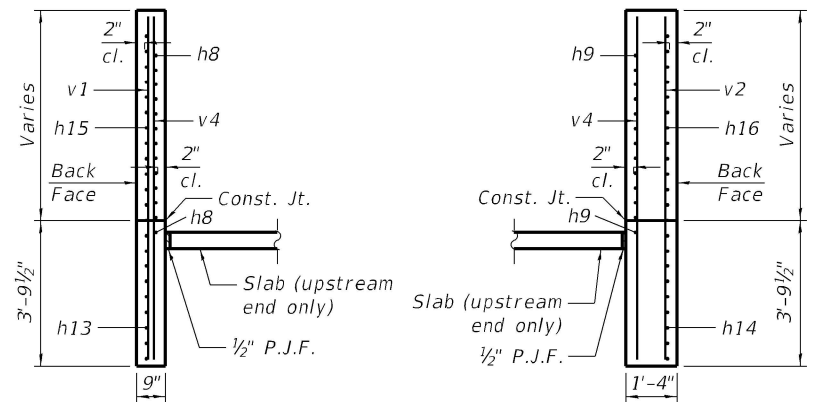 2"
cl.
h8
v1
Varies
h15
v4
2"
cl.
Back
Face
Const. Jt.
h8
3'-9½"
Slab (upstream
end only)
h13
½" P.J.F.
9"
2"
cl.
h9
v2
Varies
v4
h16
2"
cl.
Back
Face
Const. Jt.
h9
3'-9½"
Slab (upstream
end only)
h14
½" P.J.F.
1'-4"